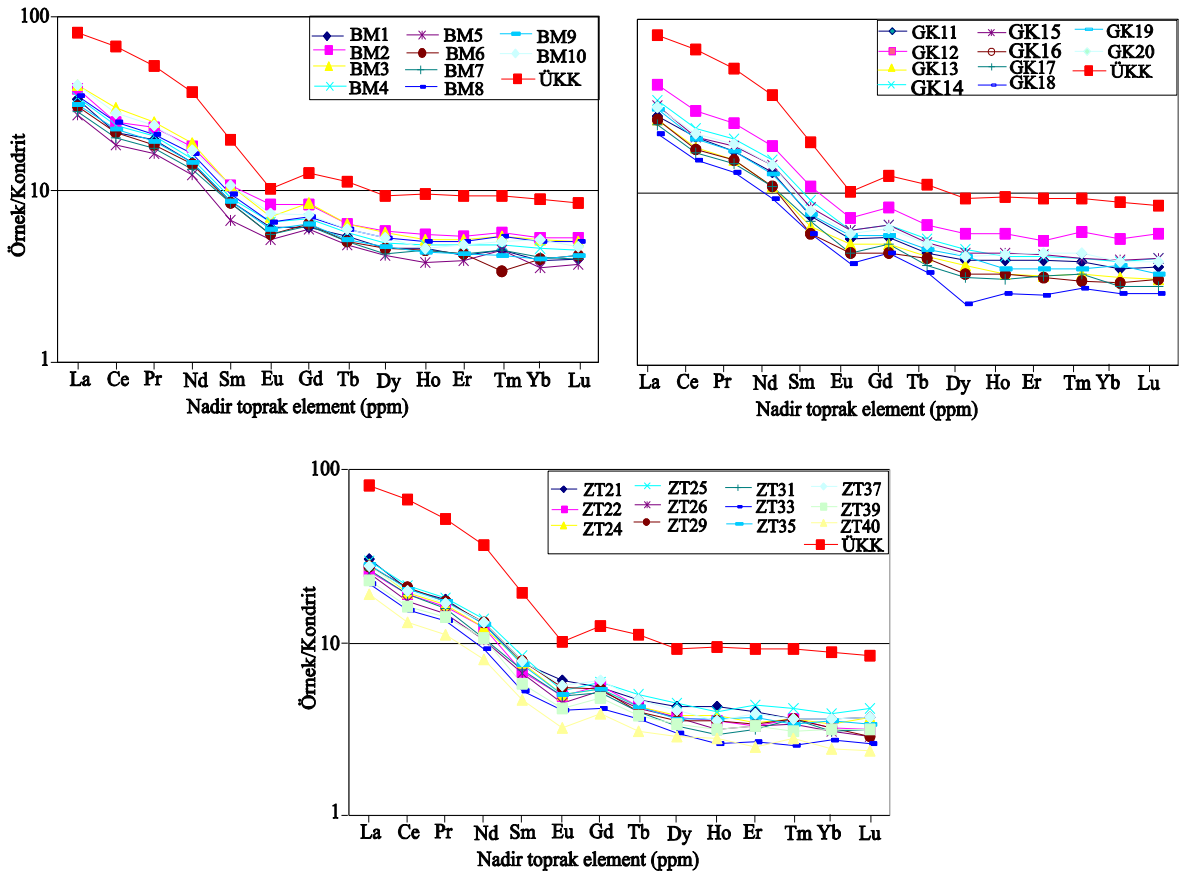 100
10
1
Örnek/Kondrit
BM1
BM2
BM3
BM4
BM5
BM6
BM7
BM8
BM9
BM10
ÜKK
La Ce Pr Nd Sm Eu Gd Tb Dy Ho Er Tm Yb Lu
Nadir toprak element (ppm)
GK11
GK12
GK13
GK14
GK15
GK16
GK17
GK18
GK19
GK20
ÜKK
La Ce Pr Nd Sm Eu Gd Tb Dy Ho Er Tm Yb Lu
Nadir toprak element (ppm)
100
10
1
Örnek/Kondrit
ZT21
ZT22
ZT24
ZT25
ZT26
ZT29
ZT31
ZT33
ZT35
ZT37
ZT39
ZT40
ÜKK
La Ce Pr Nd Sm Eu Gd Tb Dy Ho Er Tm Yb Lu
Nadir toprak element (ppm)